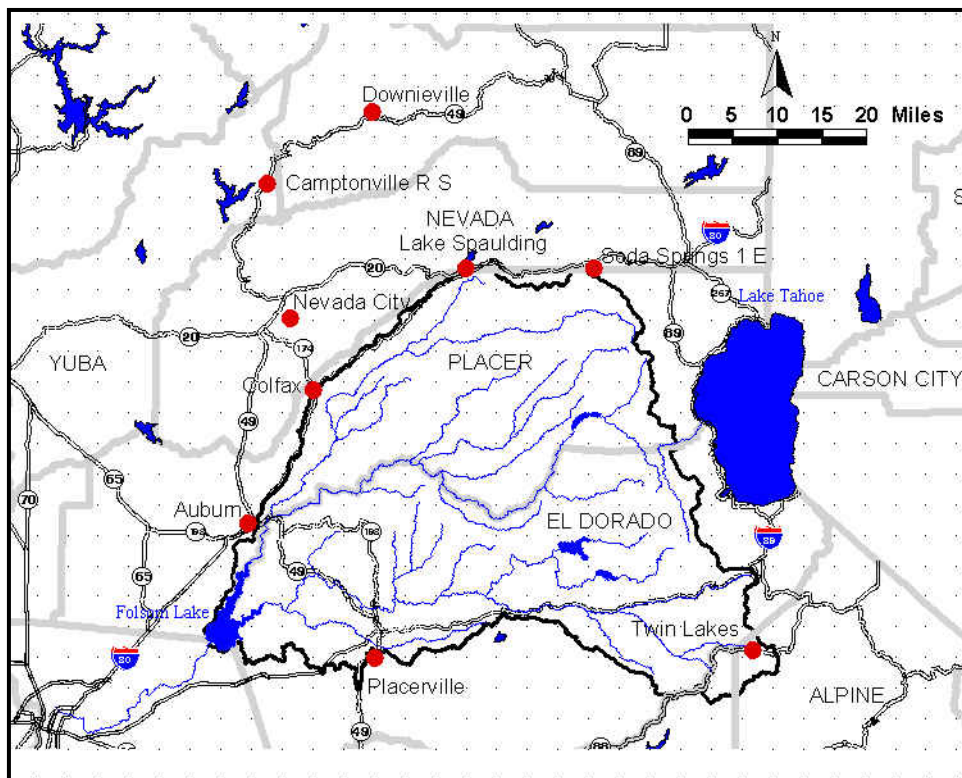 N
0 5 10 15 20 Miles
Downieville
49
89
Camptonville R S
S
NEVADA
80
Lake Spaulding
Soda Springs 1 E
20
267
Lake Tahoe
Nevada City
20
174
89
YUBA
PLACER
CARSON CITY
Colfax
49
65
70
Auburn
193
193
EL DORADO
89
65
49
Folsom Lake
Twin Lakes
80
Placerville
ALPINE
49
88